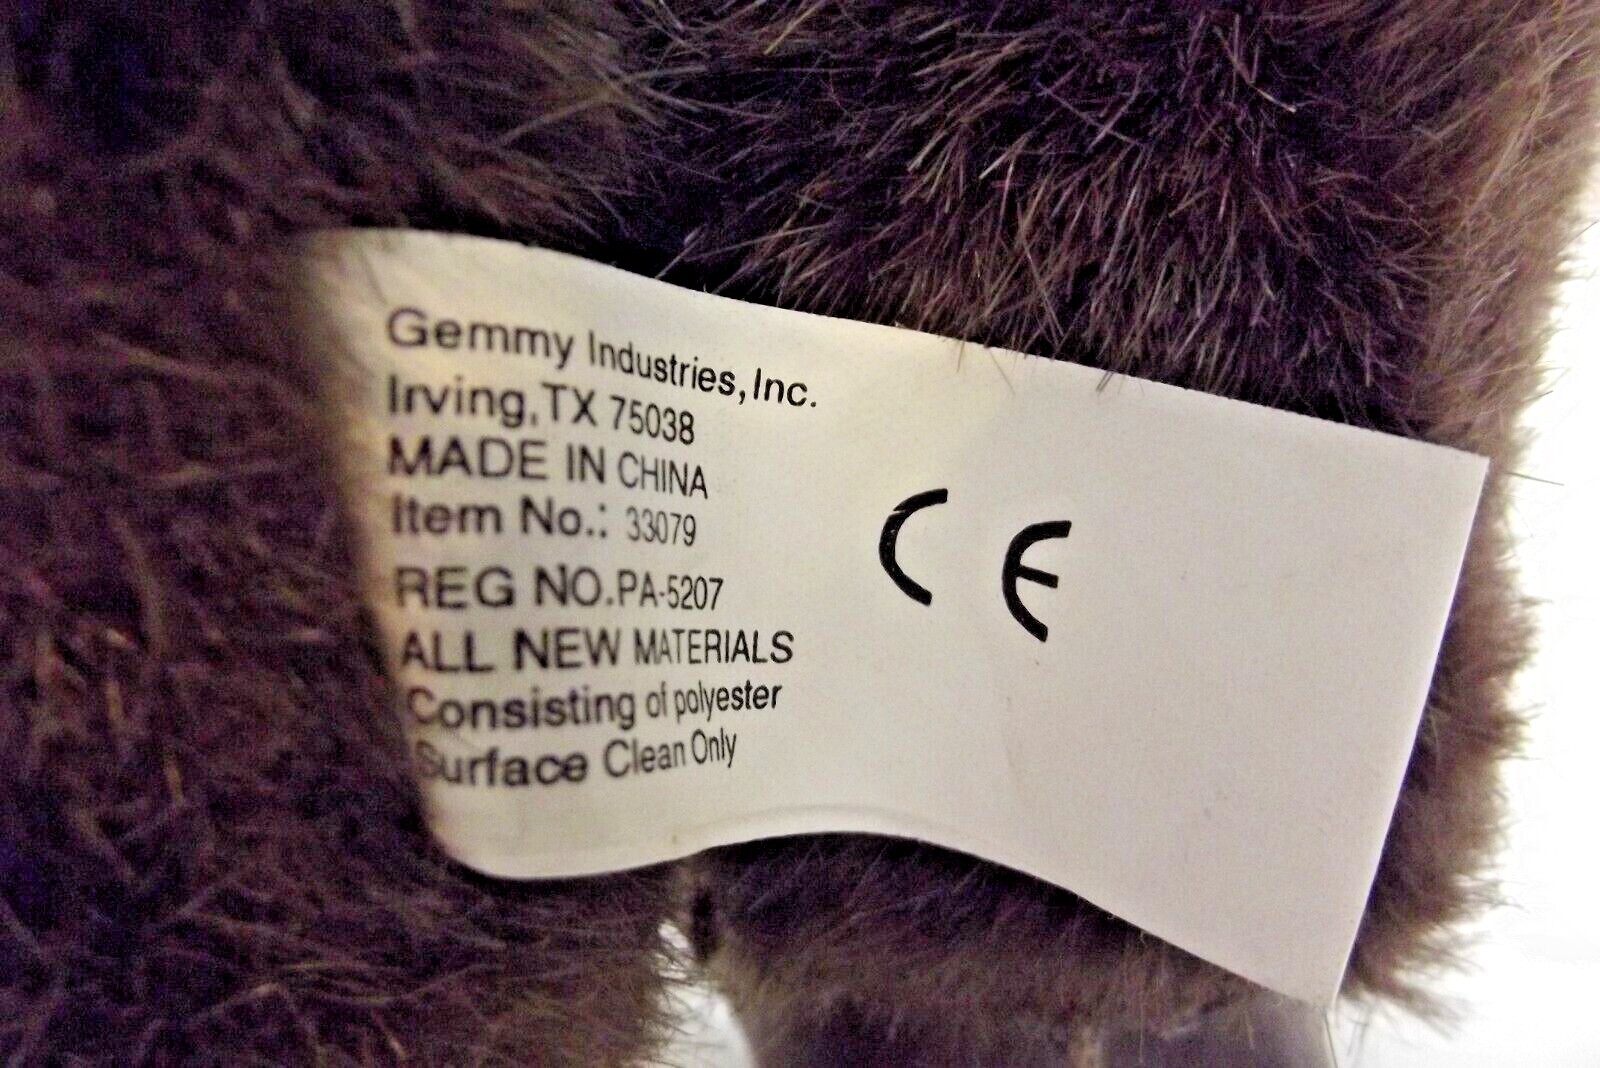 Gemmy Industries, Inc.
Irving, TX 75038
MADE IN CHINA
Item No.: 33079
REG NO.PA-5207
ALL NEW MATERIALS
Consisting of polyester
Surface Clean Only
CE